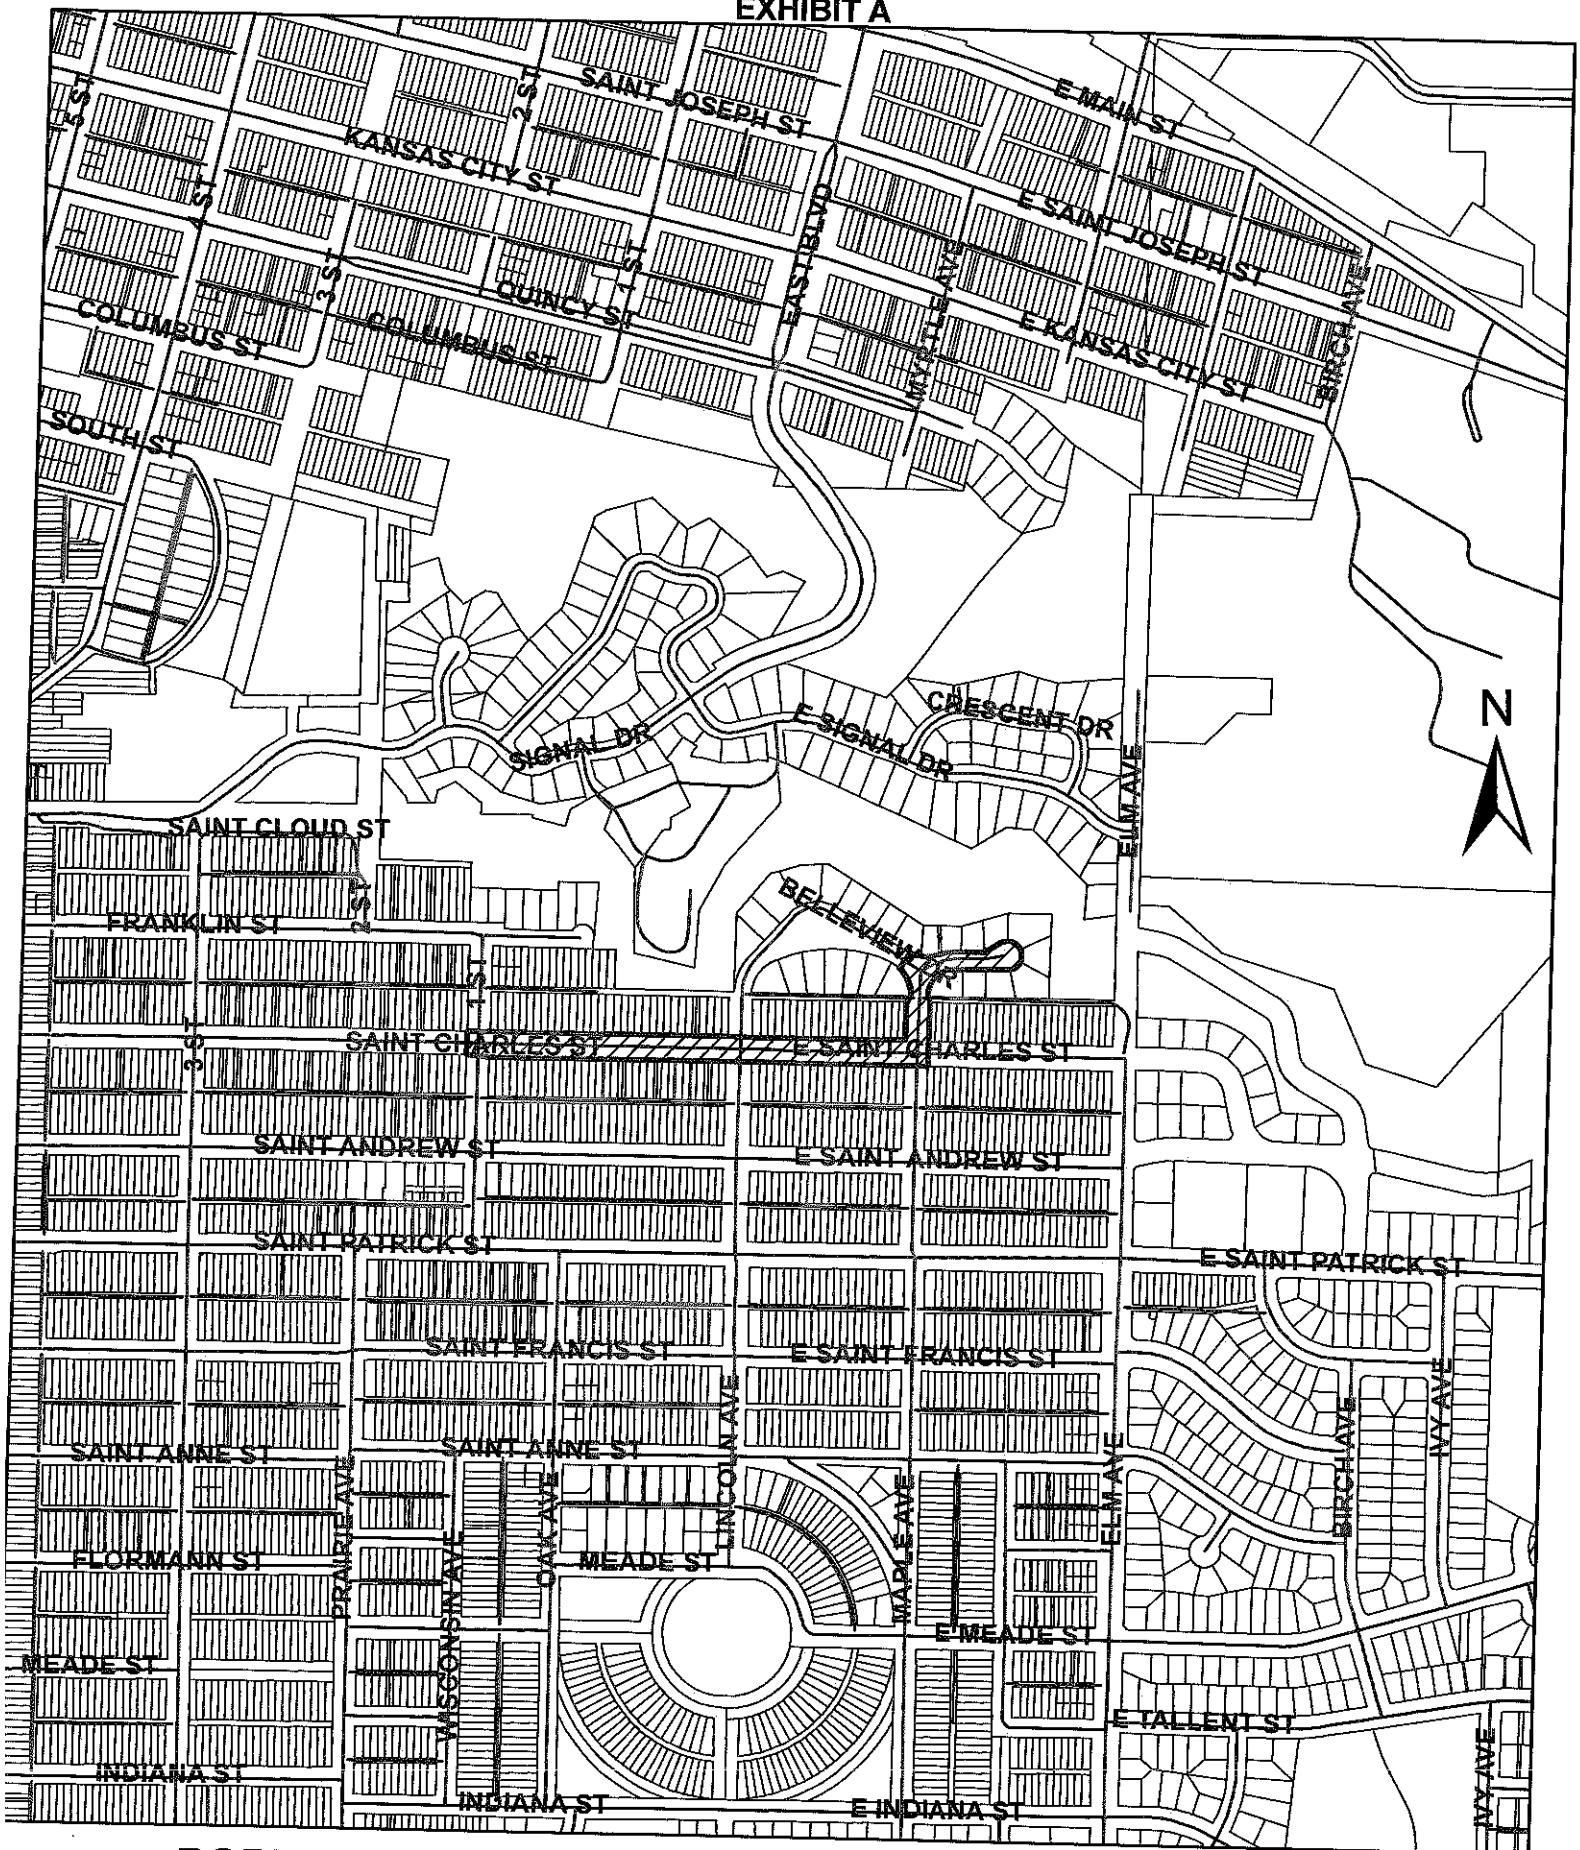 EXHIBIT A
5 ST
2 ST
SAINT JOSEPH ST
E MAIN ST
KANSAS CITY ST
4 ST
E SAINT JOSEPH ST
EAST BLVD
3 ST
1 ST
MYRTLE AVE
BIRCH AVE
QUINCY ST
COLUMBUS ST
COLUMBUS ST
E KANSAS CITY ST
SOUTH ST
N
CRESCENT DR
SIGNAL DR
E SIGNAL DR
ELM AVE
SAINT CLOUD ST
2 ST
BELLEVIEW DR
FRANKLIN ST
1 ST
3 ST
SAINT CHARLES ST
E SAINT CHARLES ST
SAINT ANDREW ST
E SAINT ANDREW ST
SAINT PATRICK ST
E SAINT PATRICK ST
SAINT FRANCIS ST
E SAINT FRANCIS ST
IVY AVE
LINCOLN AVE
BIRCH AVE
SAINT ANNE ST
SAINT ANNE ST
ELM AVE
PRAIRIE AVE
OAK AVE
MAPLE AVE
WISCONSIN AVE
FLORMANN ST
MEADE ST
E MEADE ST
MEADE ST
E TALLENT ST
IVY AVE
INDIANA ST
INDIANA ST
E INDIANA ST